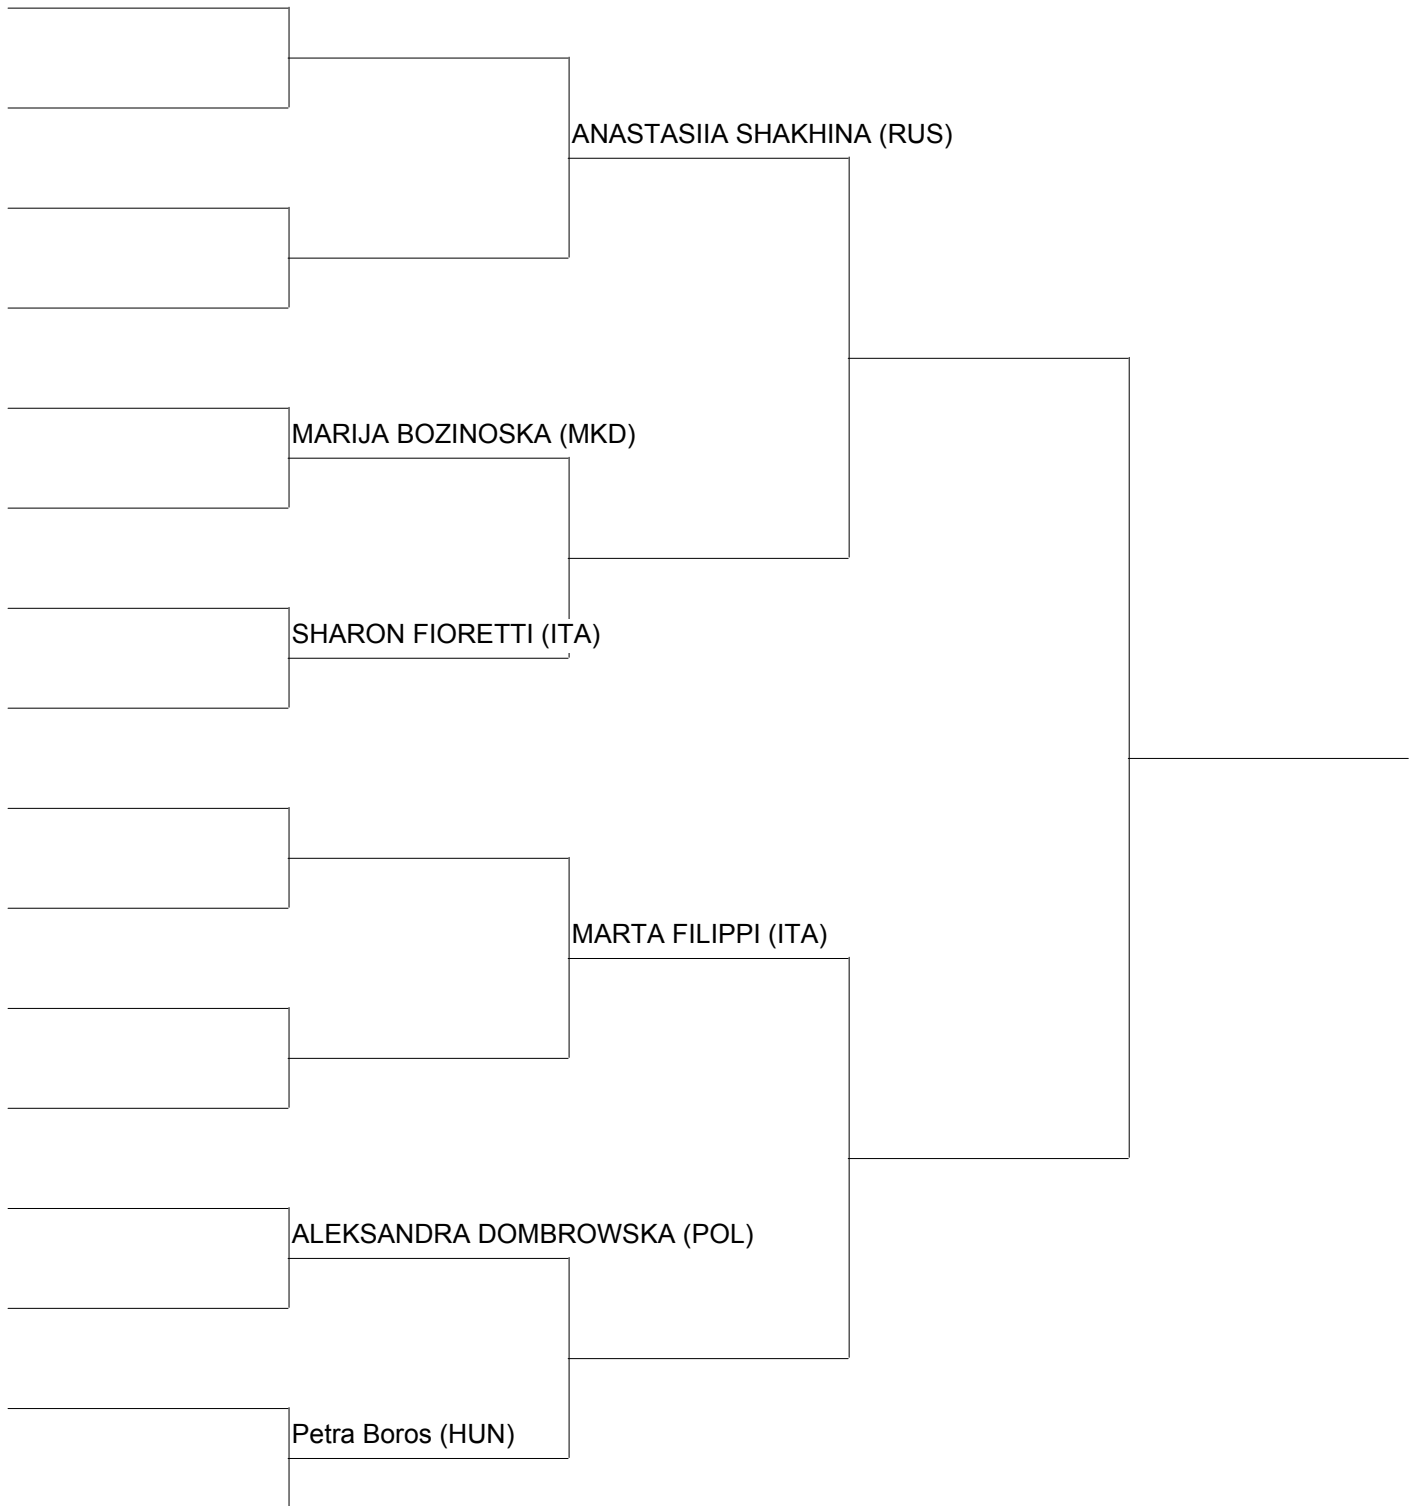 ANASTASIIA SHAKHINA (RUS)
MARIJA BOZINOSKA (MKD)
SHARON FIORETTI (ITA)
MARTA FILIPPI (ITA)
ALEKSANDRA DOMBROWSKA (POL)
Petra Boros (HUN)